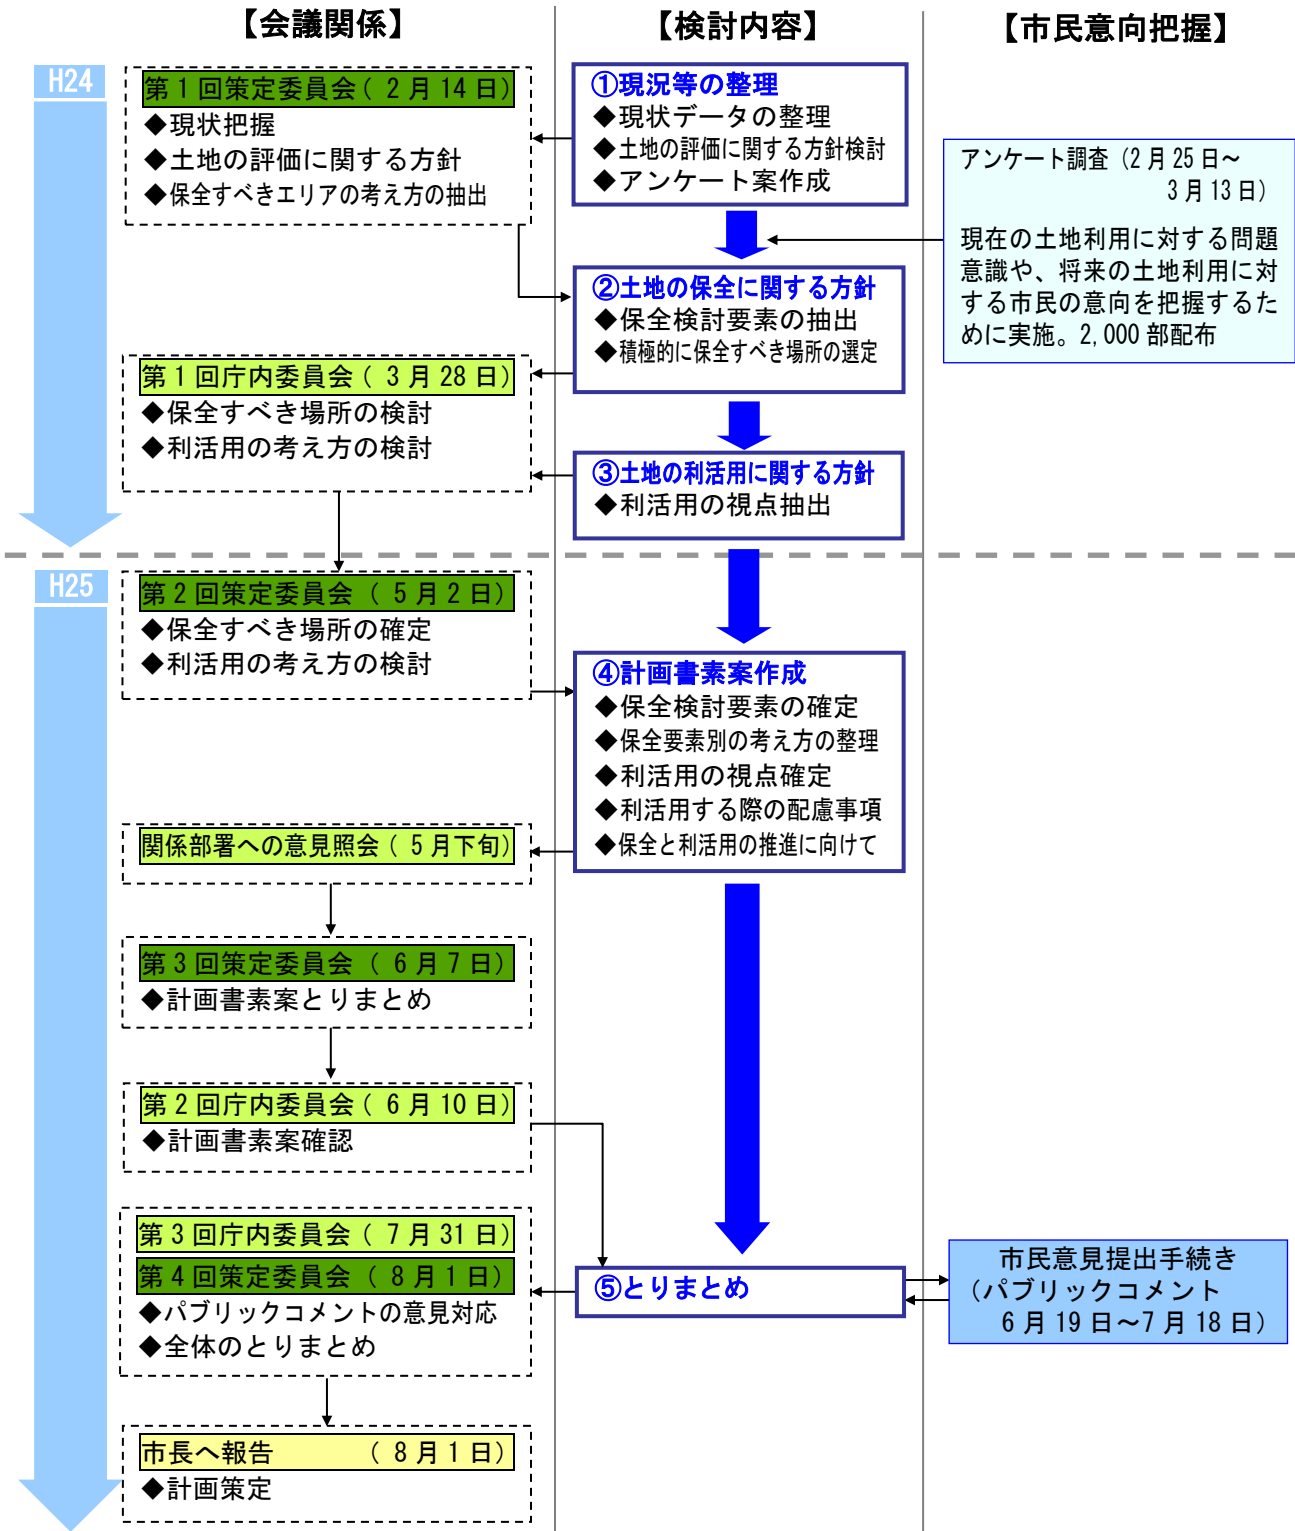 【会議関係】
【検討内容】
【市民意向把握】
H24
第1回策定委員会(2月14日)
◆現状把握
◆土地の評価に関する方針
◆保全すべきエリアの考え方の抽出
①現況等の整理
◆現状データの整理
◆土地の評価に関する方針検討
◆アンケート案作成
アンケート調査(2月25日～
3月13日)
現在の土地利用に対する問題
意識や、将来の土地利用に対
する市民の意向を把握するた
めに実施。2,000部配布
②土地の保全に関する方針
◆保全検討要素の抽出
◆積極的に保全すべき場所の選定
第1回庁内委員会(3月28日)
◆保全すべき場所の検討
◆利活用の考え方の検討
③土地の利活用に関する方針
◆利活用の視点抽出
H25
第2回策定委員会(5月2日)
◆保全すべき場所の確定
◆利活用の考え方の検討
④計画書素案作成
◆保全検討要素の確定
◆保全要素別の考え方の整理
◆利活用の視点確定
◆利活用する際の配慮事項
◆保全と利活用の推進に向けて
関係部署への意見照会(5月下旬)
第3回策定委員会(6月7日)
◆計画書素案とりまとめ
第2回庁内委員会(6月10日)
◆計画書素案確認
第3回庁内委員会(7月31日)
第4回策定委員会(8月1日)
◆パブリックコメントの意見対応
◆全体のとりまとめ
⑤とりまとめ
市民意見提出手続き
(パブリックコメント
6月19日～7月18日)
市長へ報告 (8月1日)
◆計画策定